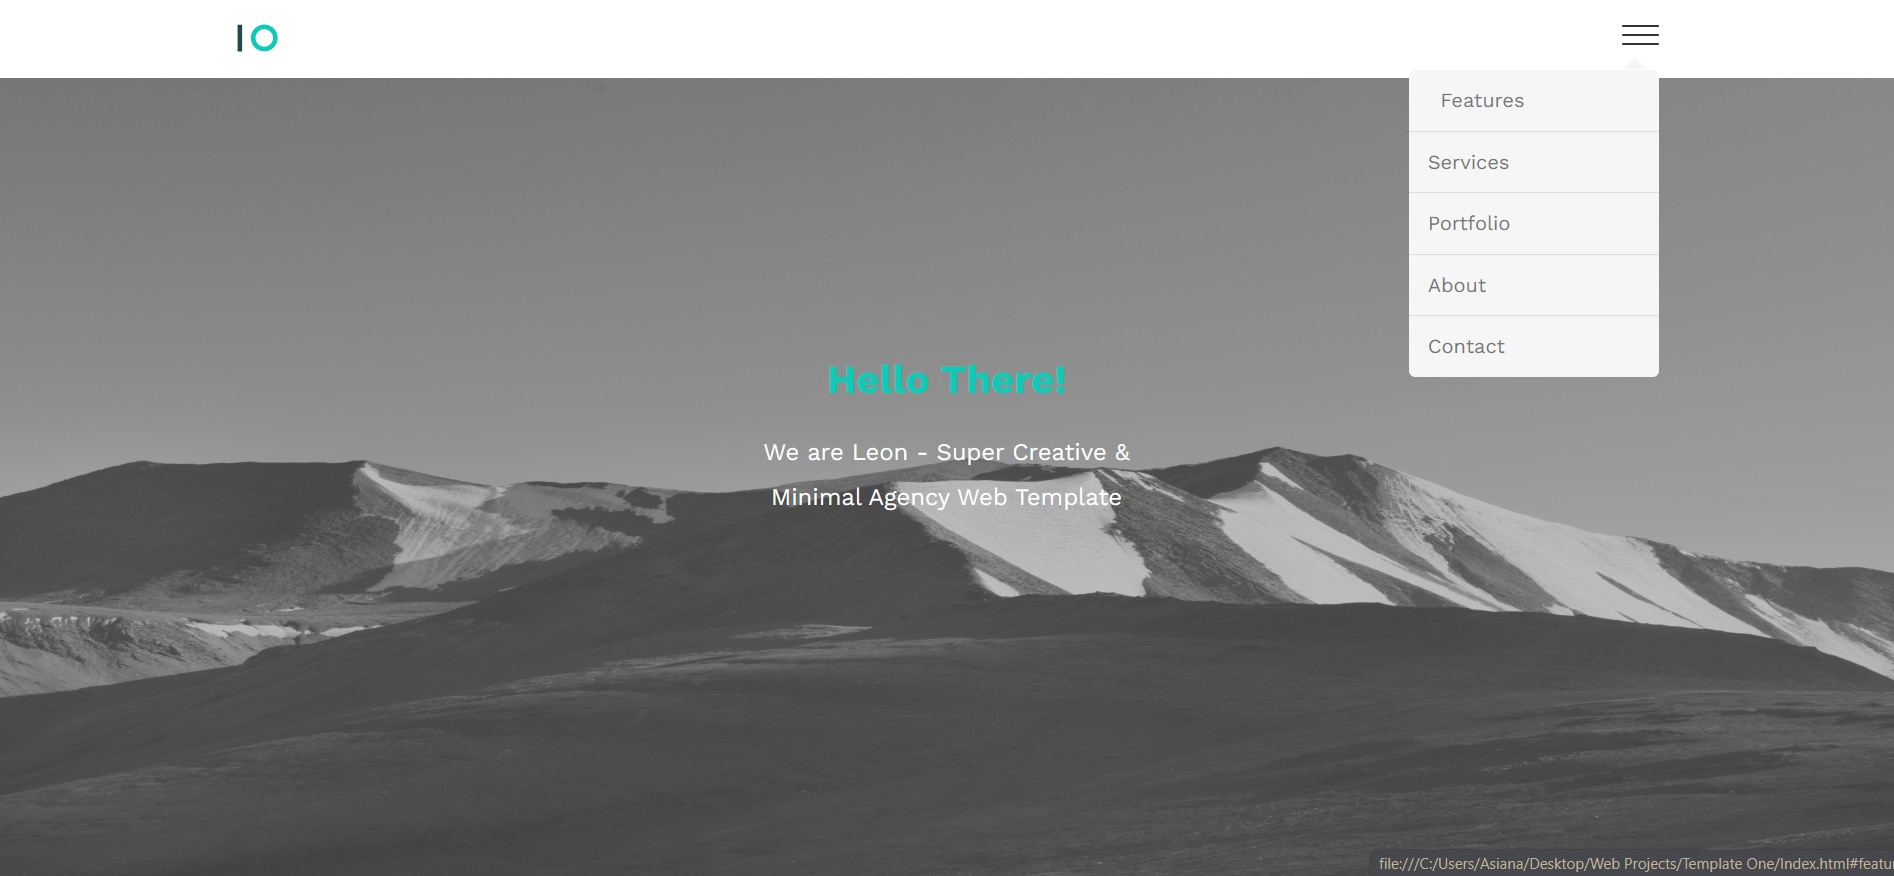 IO
Features
Services
Portfolio
About
Contact
Hello There!
We are Leon - Super Creative &
Minimal Agency Web Template
file:///C:/Users/Asiana/Desktop/Web Projects/Template One/Index.html#featu